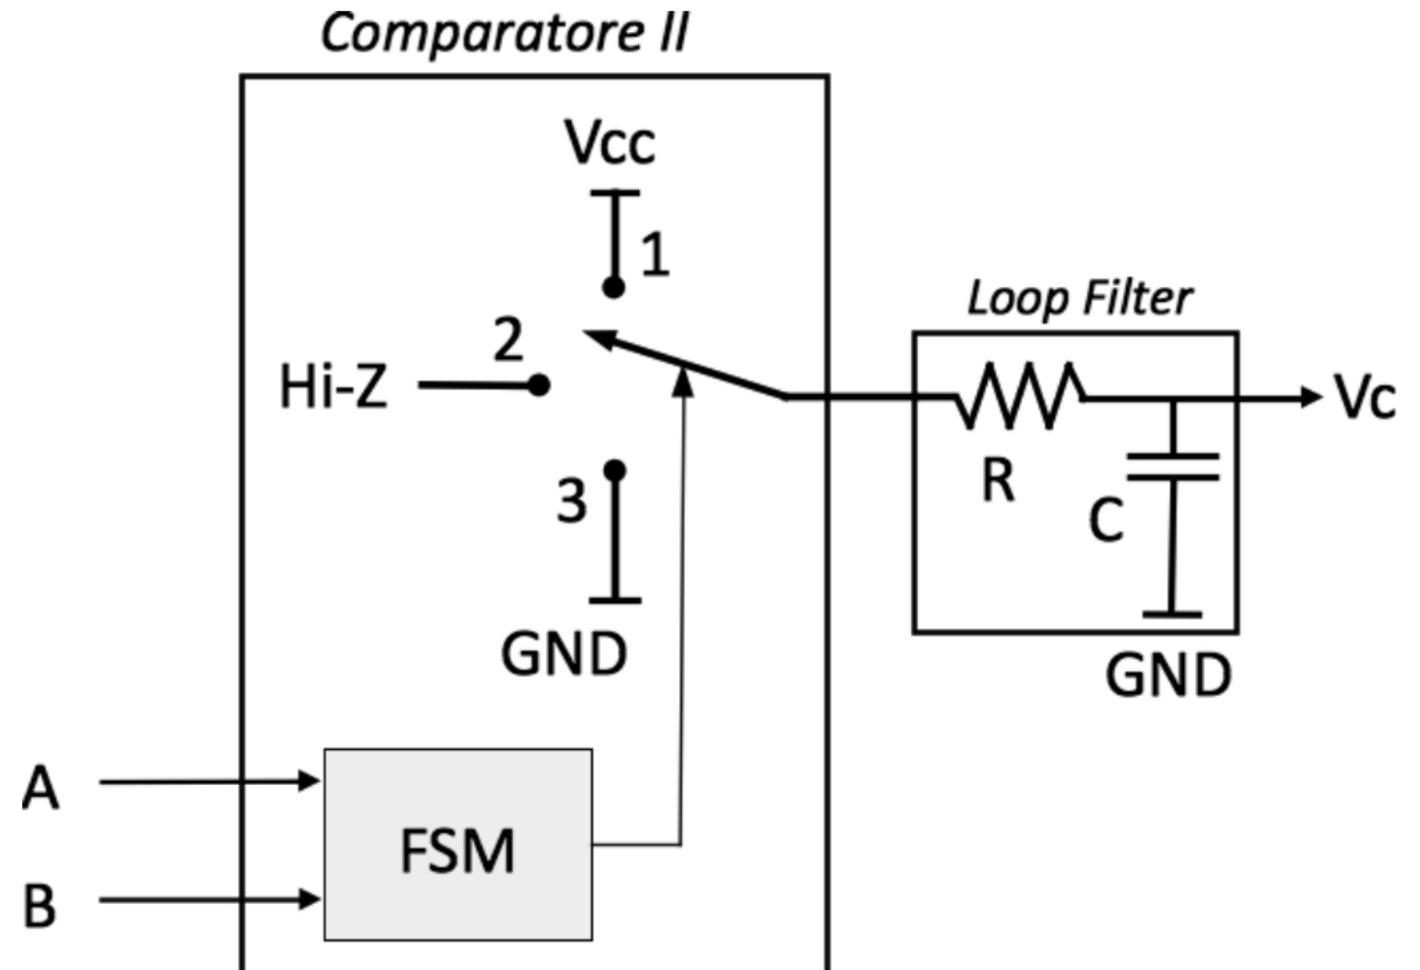 Comparatore II
Vcc
1
Loop Filter
2
Hi-Z
Vc
R
3
C
GND
GND
A
FSM
B